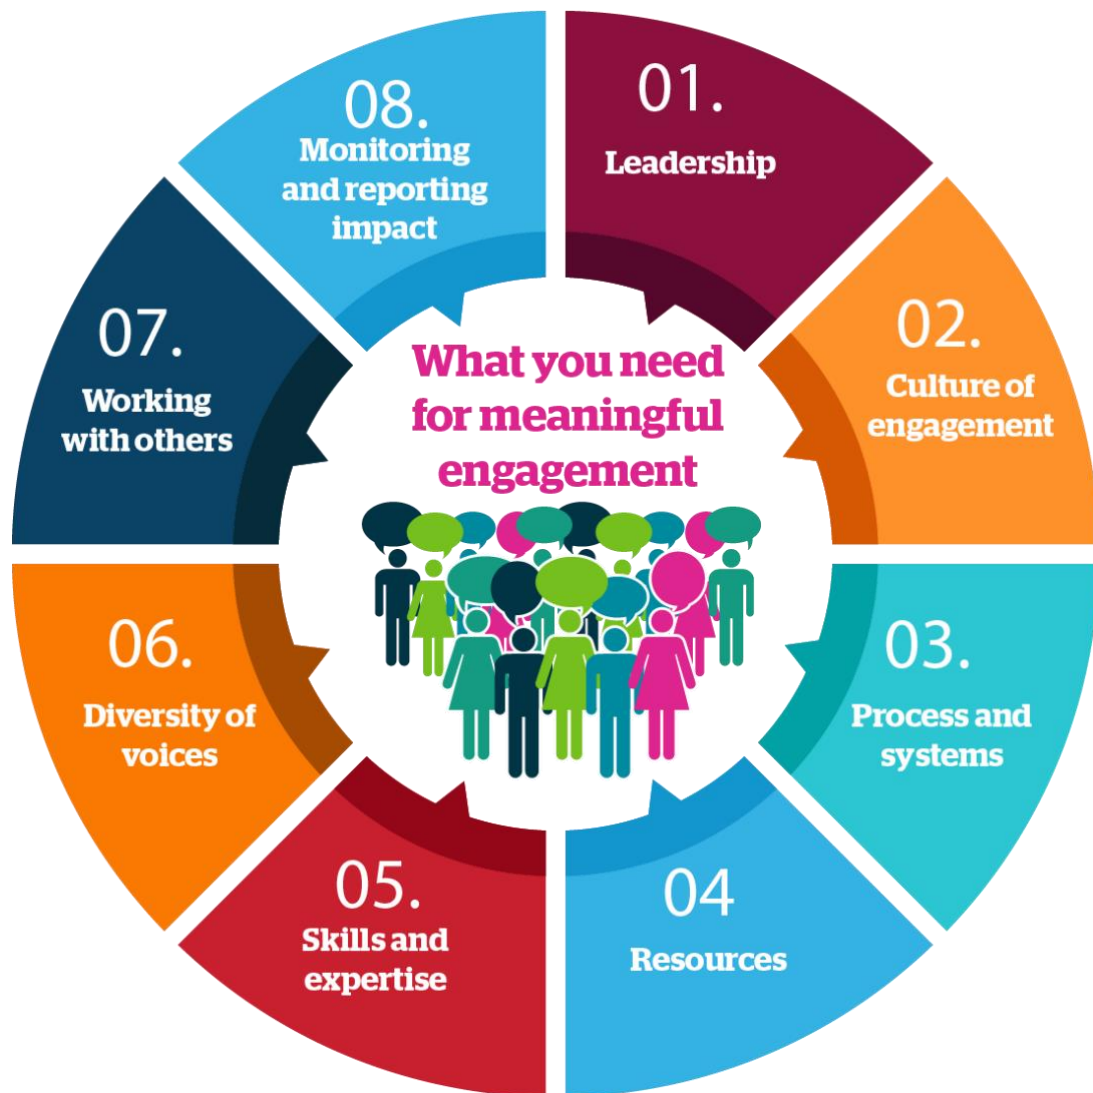 What you need
for meaningful
engagement
01.
Leadership
02.
Culture of
engagement
03.
Process and
systems
04
Resources
05.
Skills and
expertise
06.
Diversity of
voices
07.
Working
with others
08.
Monitoring
and reporting
impact